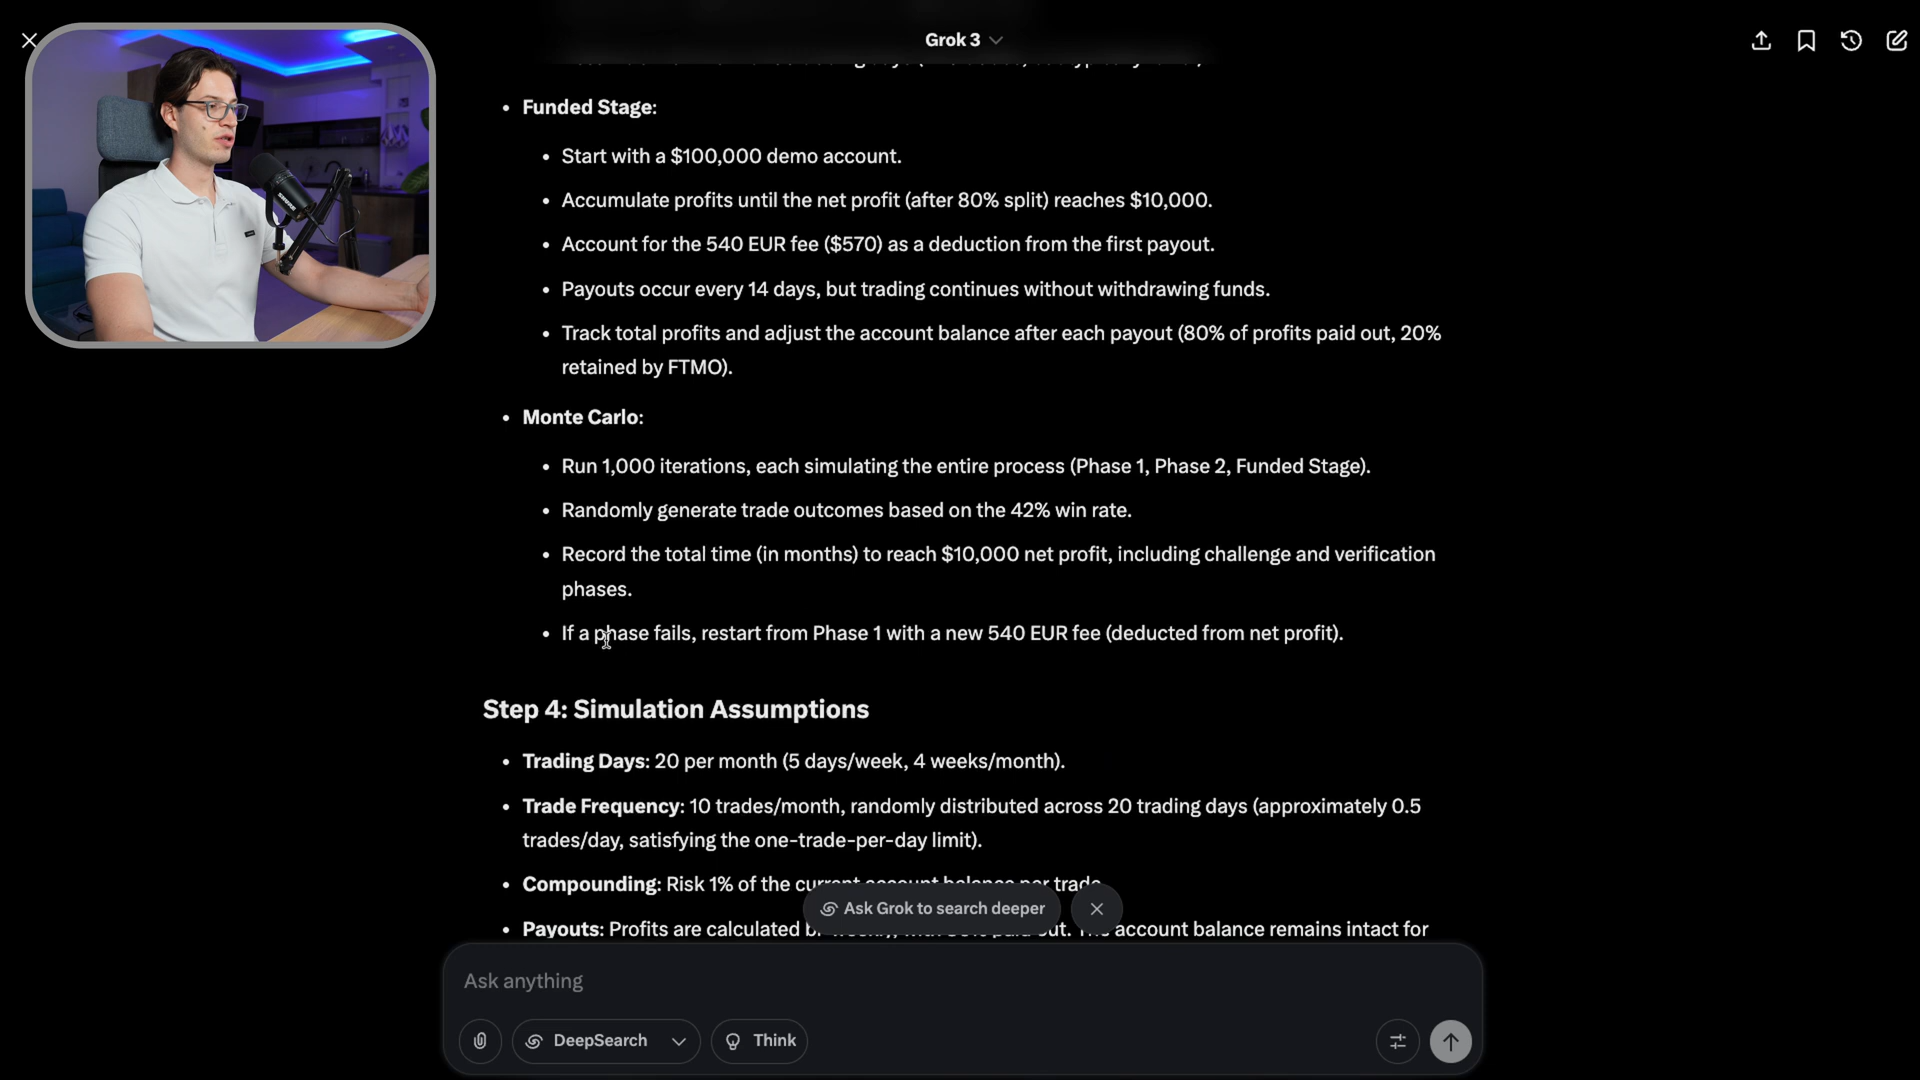 Grok 3
Funded Stage:
Start with a $100,000 demo account.
Accumulate profits until the net profit (after 80% split) reaches $10,000.
Account for the 540 EUR fee ($570) as a deduction from the first payout.
Payouts occur every 14 days, but trading continues without withdrawing funds.
Track total profits and adjust the account balance after each payout (80% of profits paid out, 20%
retained by FTMO).
Monte Carlo:
Run 1,000 iterations, each simulating the entire process (Phase 1, Phase 2, Funded Stage).
Randomly generate trade outcomes based on the 42% win rate.
Record the total time (in months) to reach $10,000 net profit, including challenge and verification
phases.
If a phase fails, restart from Phase 1 with a new 540 EUR fee (deducted from net profit).
Step 4: Simulation Assumptions
Trading Days: 20 per month (5 days/week, 4 weeks/month).
Trade Frequency: 10 trades/month, randomly distributed across 20 trading days (approximately 0.5
trades/day, satisfying the one-trade-per-day limit).
Compounding: Risk 1% of the current account balance per trade.
Ask Grok to search deeper
Payouts: Profits are calculated account balance remains intact for
Ask anything
DeepSearch
Think